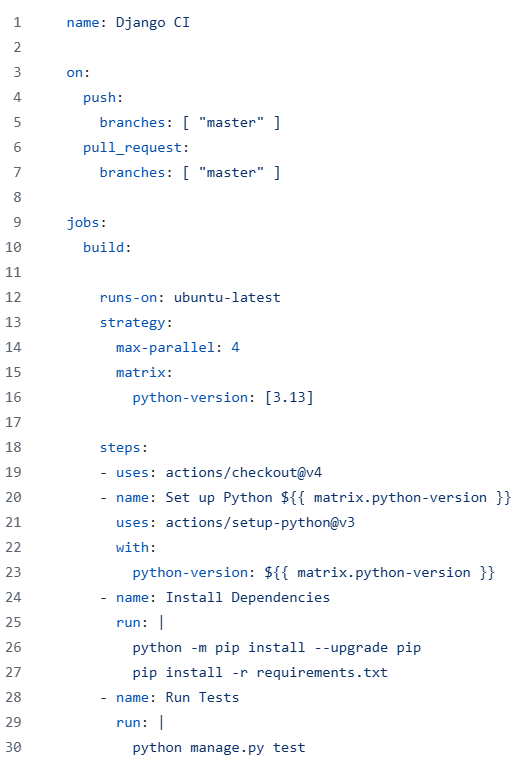 1 name: Django CI
2
3 on:
4   push:
5     branches: [ "master" ]
6   pull_request:
7     branches: [ "master" ]
8
9 jobs:
10   build:
11
12     runs-on: ubuntu-latest
13     strategy:
14       max-parallel: 4
15       matrix:
16         python-version: [3.13]
17
18     steps:
19     - uses: actions/checkout@v4
20     - name: Set up Python ${{ matrix.python-version }}
21       uses: actions/setup-python@v3
22       with:
23         python-version: ${{ matrix.python-version }}
24     - name: Install Dependencies
25       run: |
26         python -m pip install --upgrade pip
27         pip install -r requirements.txt
28     - name: Run Tests
29       run: |
30         python manage.py test